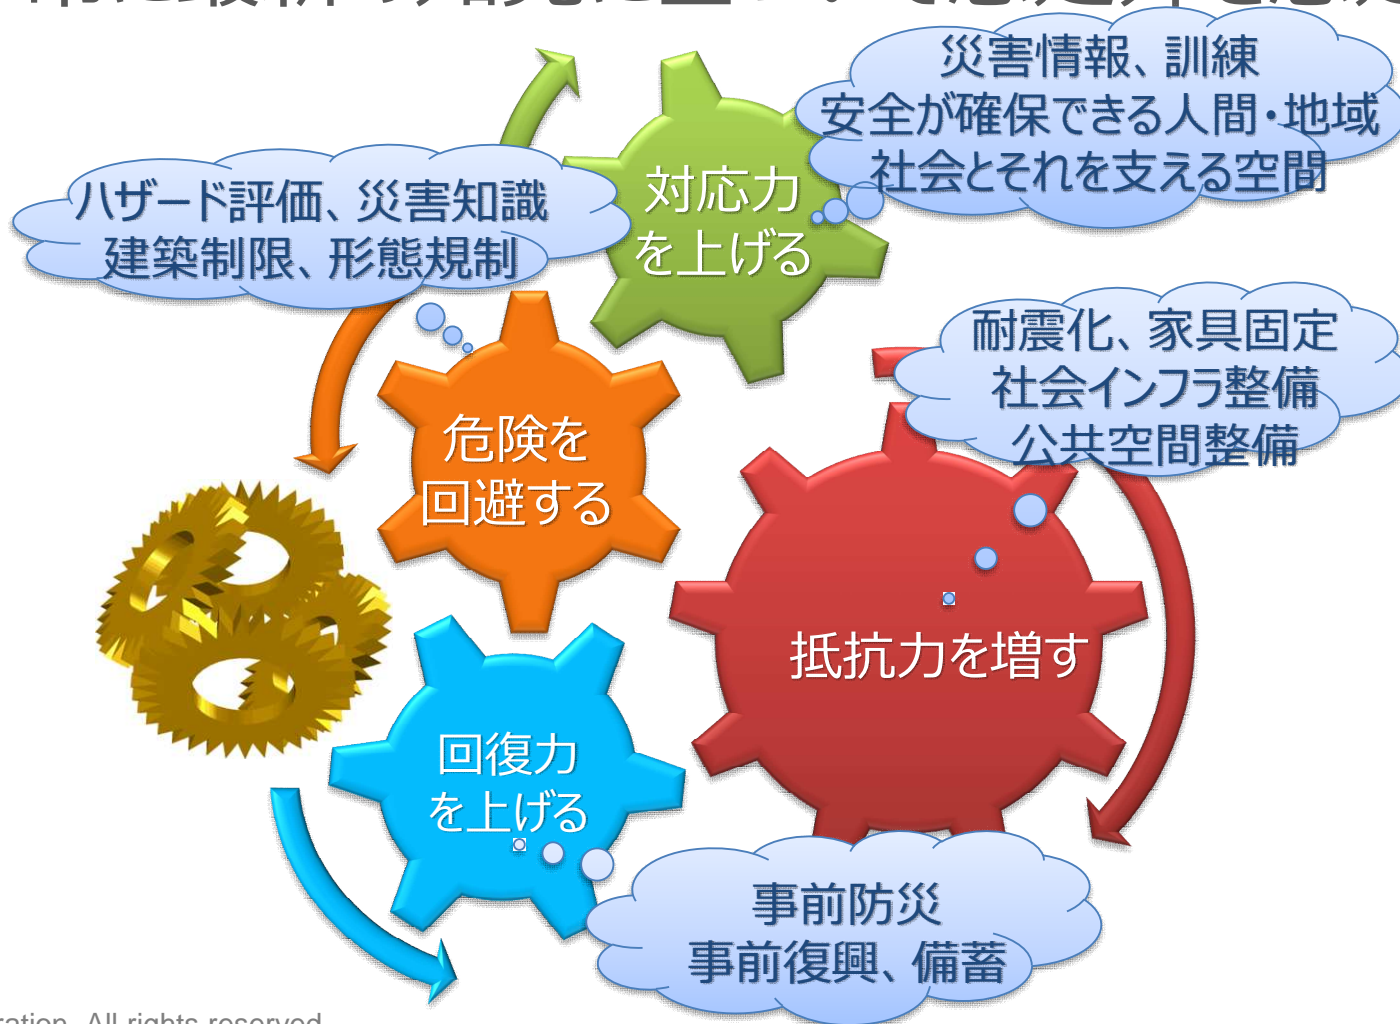 災害情報、訓練
安全が確保できる人間・地域
社会とそれを支える空間
対応力
を上げる
ハザード評価、災害知識
建築制限、形態規制
危険を
回避する
耐震化、家具固定
社会インフラ整備
公共空間整備
抵抗力を増す
回復力
を上げる
事前防災
事前復興、備蓄
All rights reserved